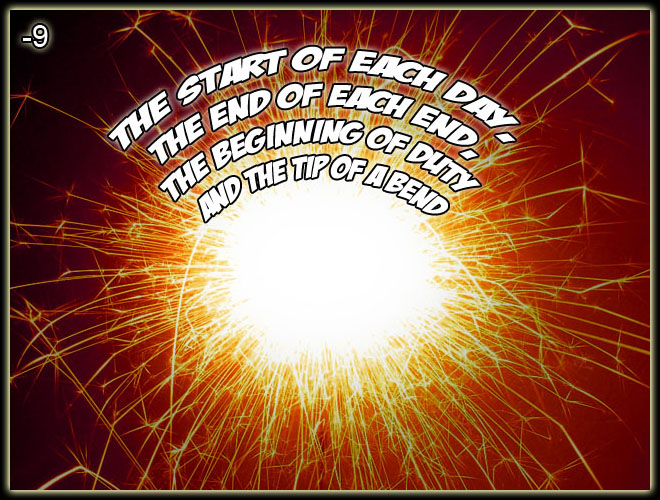 -9
THE START OF EACH DAY,
THE END OF EACH END,
THE BEGINNING OF DUTY
AND THE TIP OF A BEND